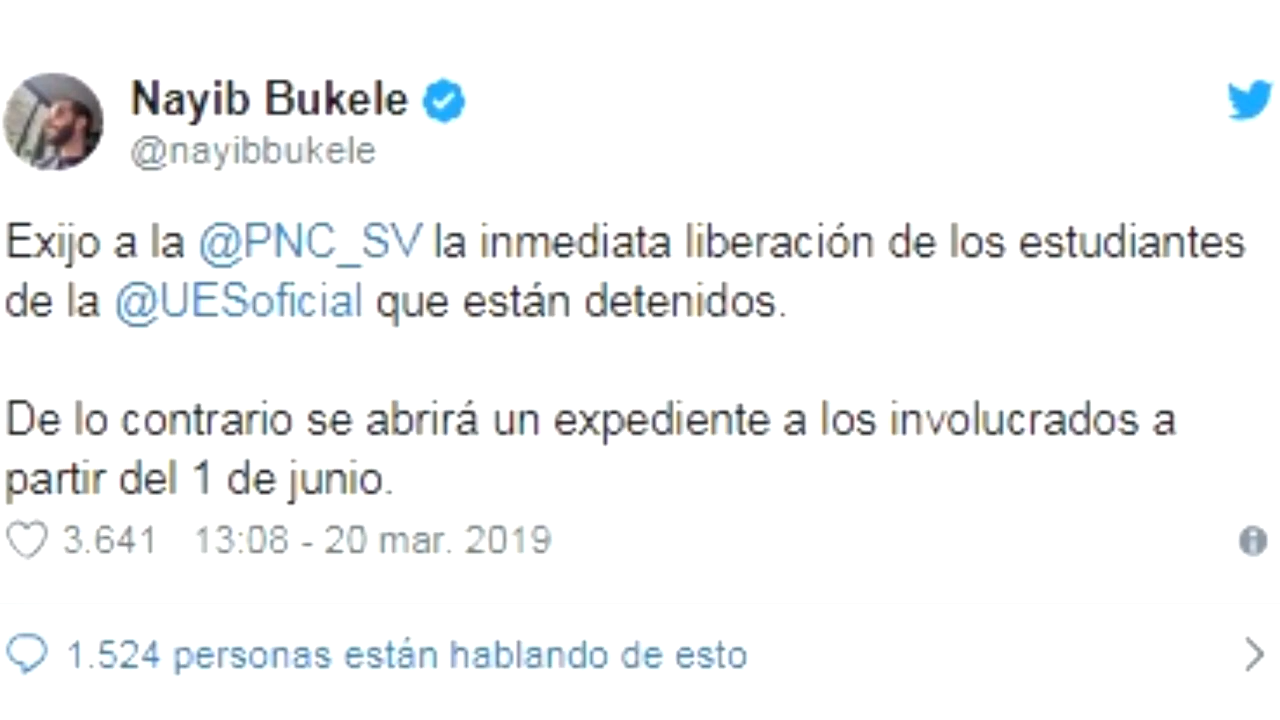 Nayib Bukele
@nayibbukele
Exijo a la @PNC_SV la inmediata liberación de los estudiantes
de la @UESoficial que están detenidos.
De lo contrario se abrirá un expediente a los involucrados a
partir del 1 de junio.
3.641 13:08 - 20 mar. 2019
1.524 personas están hablando de esto